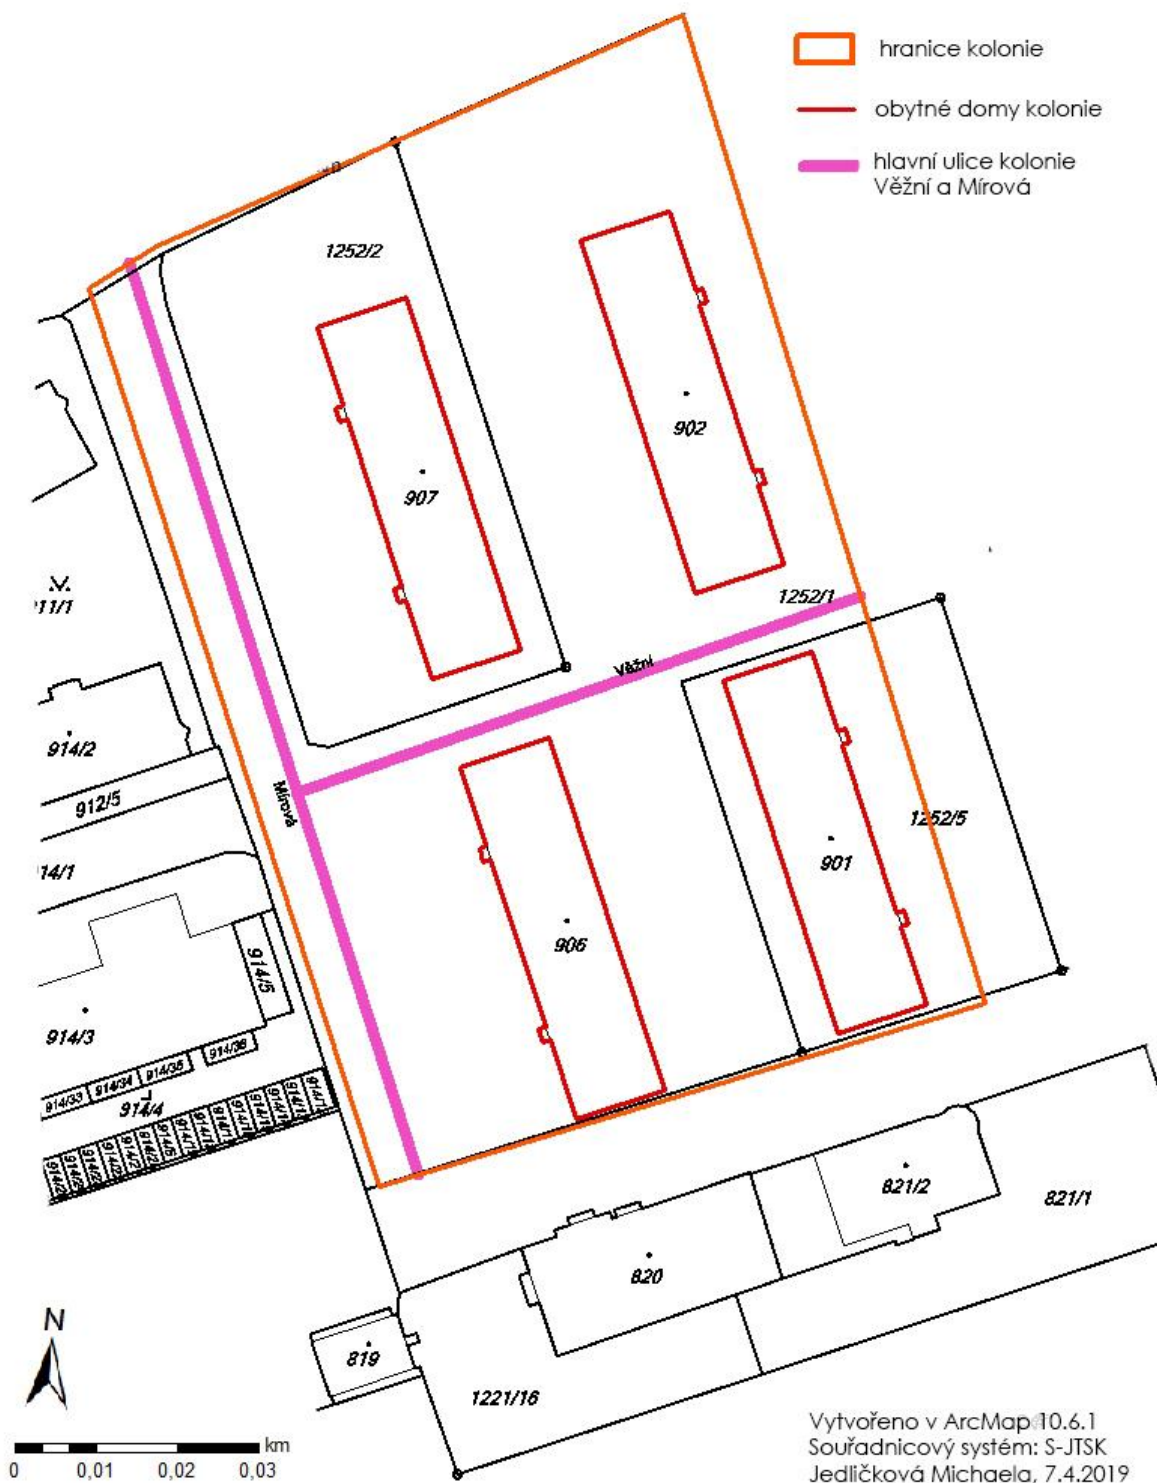 hranice kolonie
obytné domy kolonie
hlavní ulice kolonie
Věžní a Mírová
1252/2
902
907
11/1
1252/1
Věžní
914/2
912/5
Mírová
1252/5
14/1
901
906
914/5
914/3
914/36
914/35
914/34
914/33
914/4
821/2
821/1
820
819
1221/16
N
km
0 0,01 0,02 0,03
Vytvořeno v ArcMap 10.6.1
Souřadnicový systém: S-JTSK
Jedličková Michaela, 7.4.2019